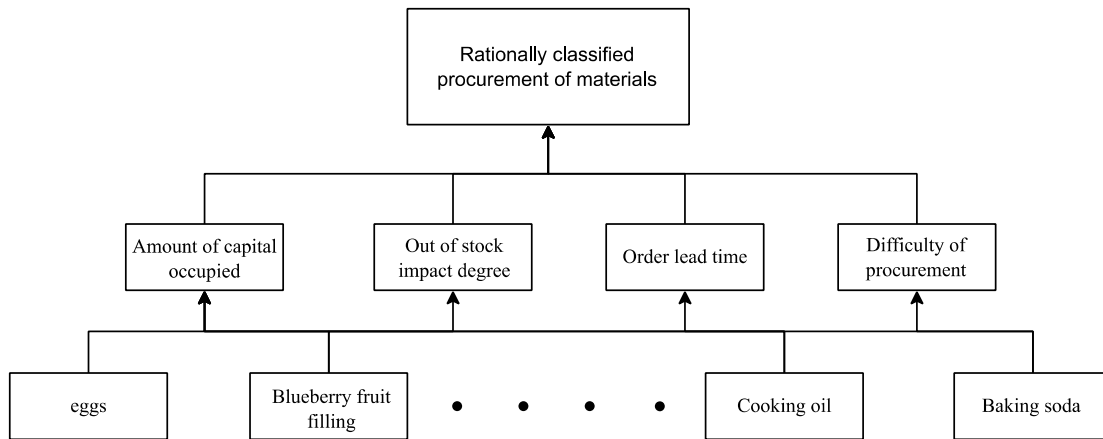 Rationally classified
procurement of materials
Amount of capital
occupied
Out of stock
impact degree
Order lead time
Difficulty of
procurement
eggs
Blueberry fruit
filling
Cooking oil
Baking soda